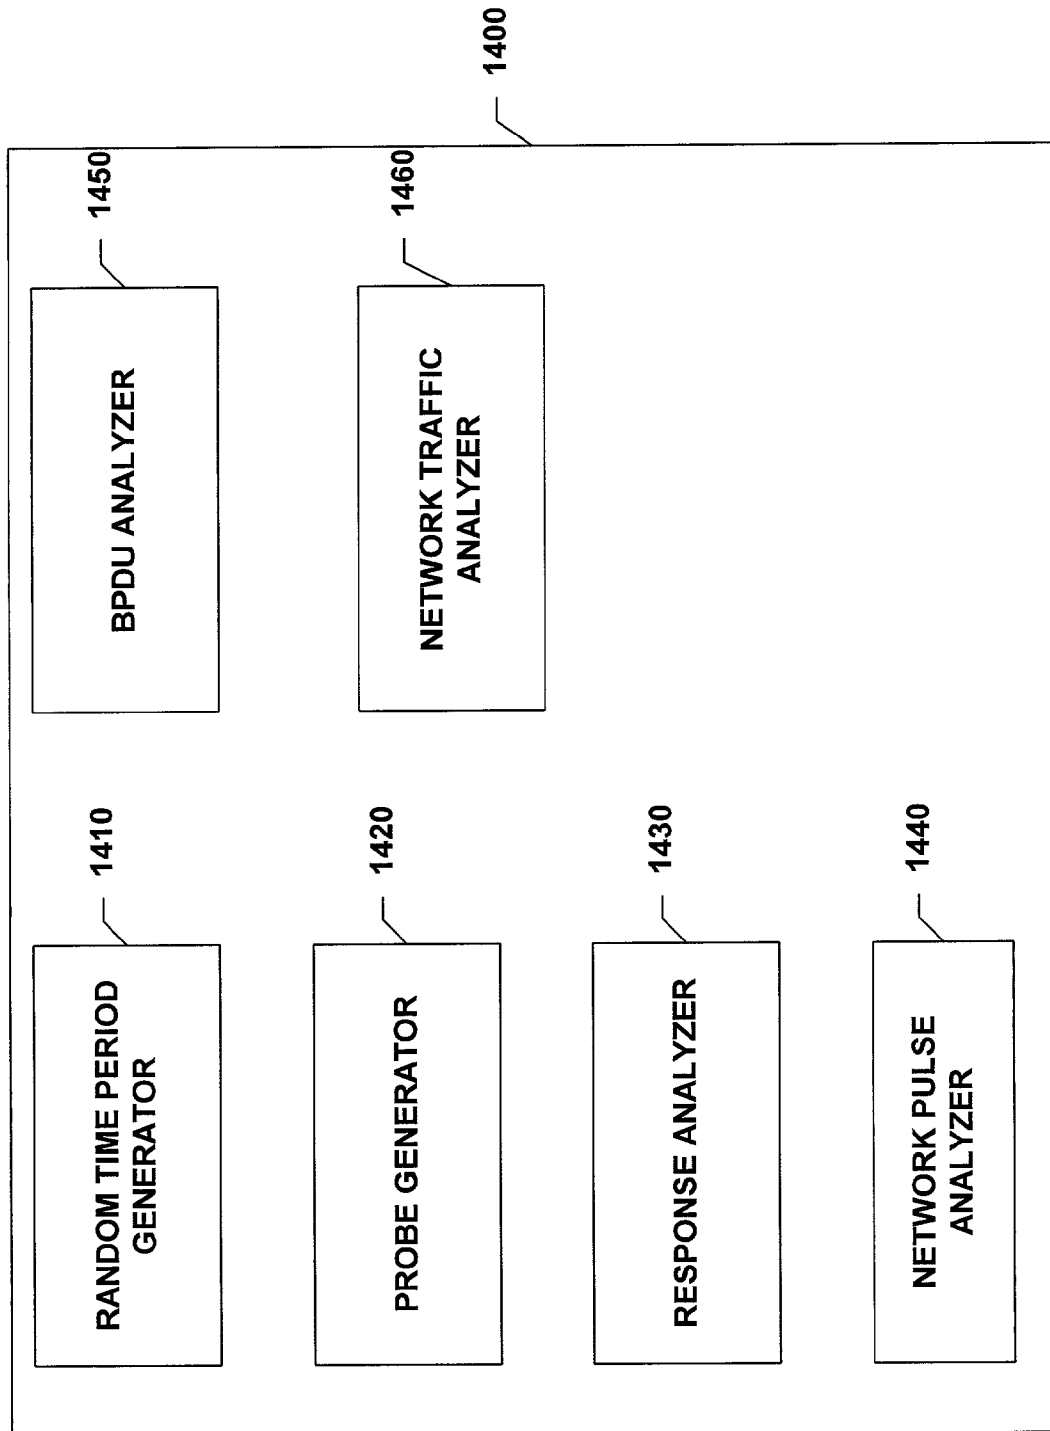 1400
RANDOM TIME PERIOD
GENERATOR
1410
PROBE GENERATOR
1420
RESPONSE ANALYZER
1430
NETWORK PULSE
ANALYZER
1440
BPDU ANALYZER
1450
NETWORK TRAFFIC
ANALYZER
1460